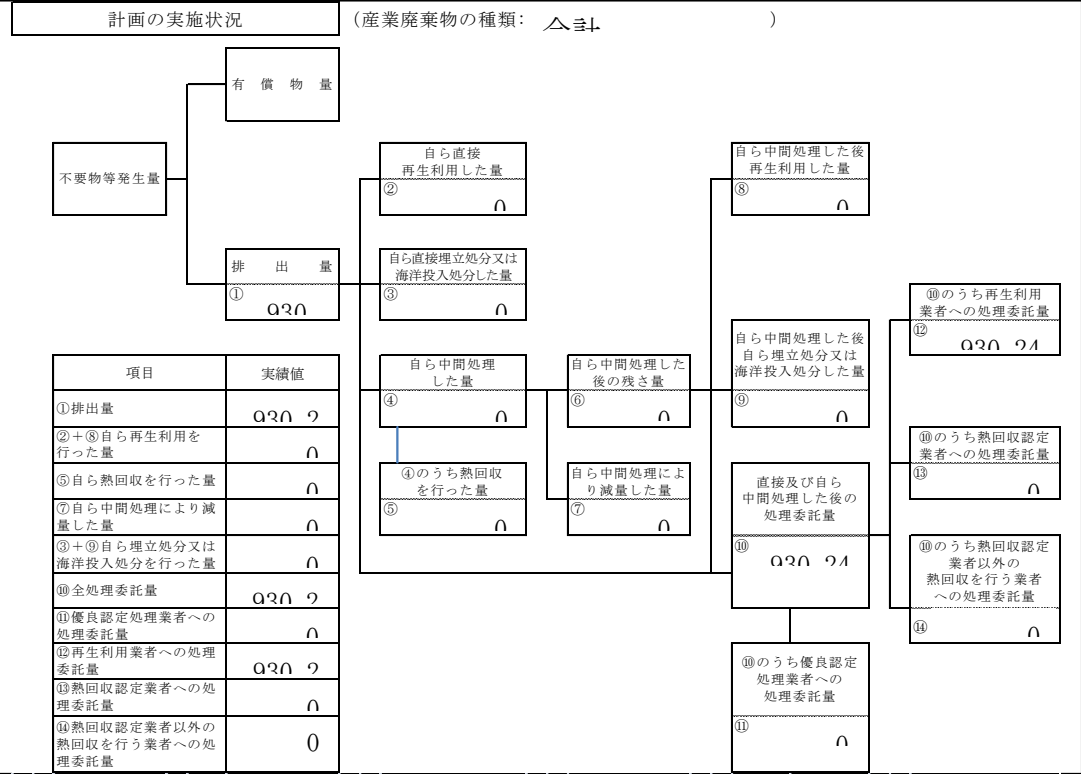 計画の実施状況
（産業廃棄物の種類： 合計 ）
有償物量
不要物等発生量
排出量
① 930
自ら直接
再生利用した量
② 0
自ら直接埋立処分又は
海洋投入処分した量
③ 0
自ら中間処理
した量
④ 0
④のうち熱回収
を行った量
⑤ 0
自ら中間処理した
後の残さ量
⑥ 0
自ら中間処理によ
り減量した量
⑦ 0
自ら中間処理した後
再生利用した量
⑧ 0
自ら中間処理した後
自ら埋立処分又は
海洋投入処分した量
⑨ 0
直接及び自ら
中間処理した後の
処理委託量
⑩ 930.24
⑩のうち優良認定
処理業者への
処理委託量
⑪ 0
⑩のうち再生利用
業者への処理委託量
⑫ 930.24
⑩のうち熱回収認定
業者への処理委託量
⑬ 0
⑩のうち熱回収認定
業者以外の
熱回収を行う業者
への処理委託量
⑭ 0
項目 実績値
①排出量 930.2
②＋⑧自ら再生利用を
行った量 0
⑤自ら熱回収を行った量 0
⑦自ら中間処理により減
量した量 0
③＋⑨自ら埋立処分又は
海洋投入処分を行った量 0
⑩全処理委託量 930.2
⑪優良認定処理業者への
処理委託量 0
⑫再生利用業者への処理
委託量 930.2
⑬熱回収認定業者への処
理委託量 0
⑭熱回収認定業者以外の
熱回収を行う業者への処
理委託量 0